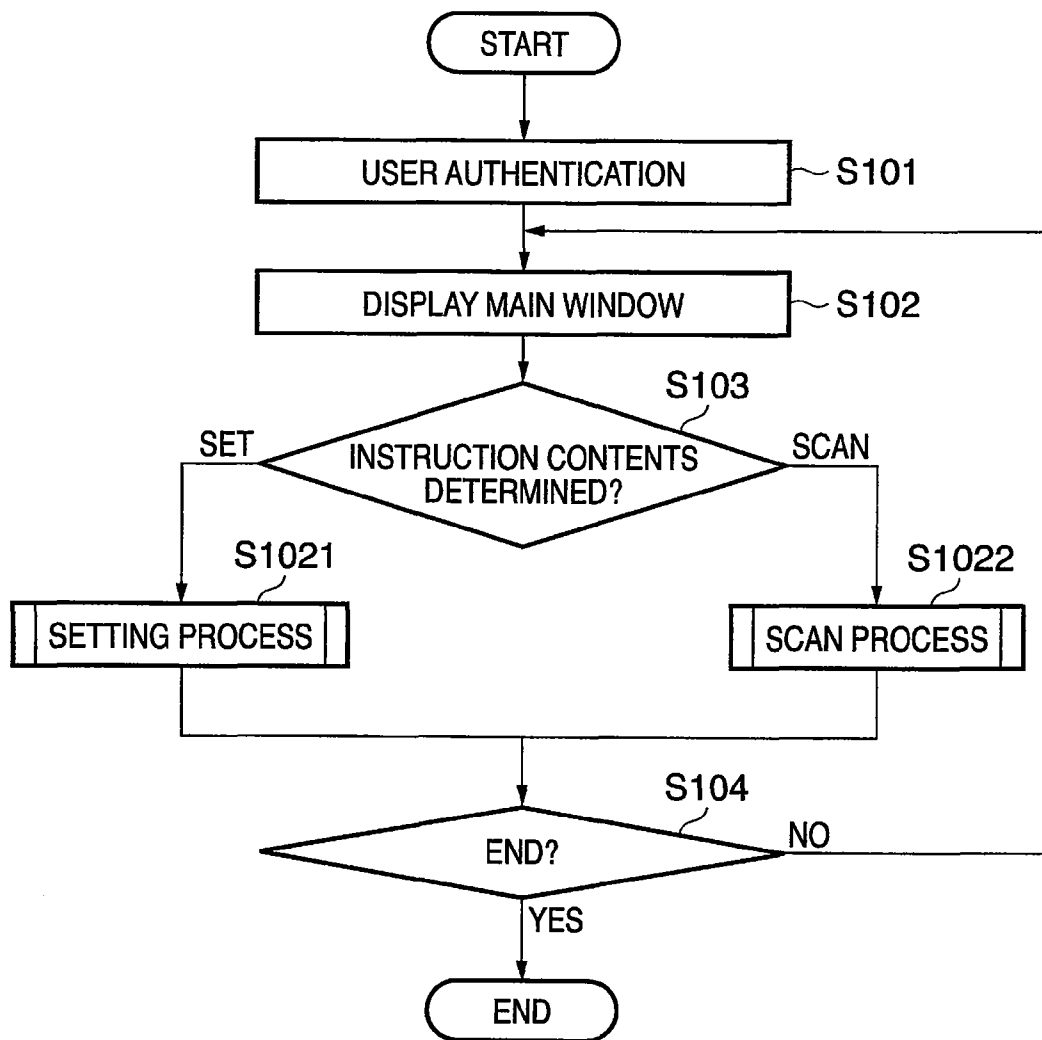 START
USER AUTHENTICATION
S101
DISPLAY MAIN WINDOW
S102
S103
SET
INSTRUCTION CONTENTS
DETERMINED?
SCAN
S1021
SETTING PROCESS
S1022
SCAN PROCESS
S104
END?
NO
YES
END